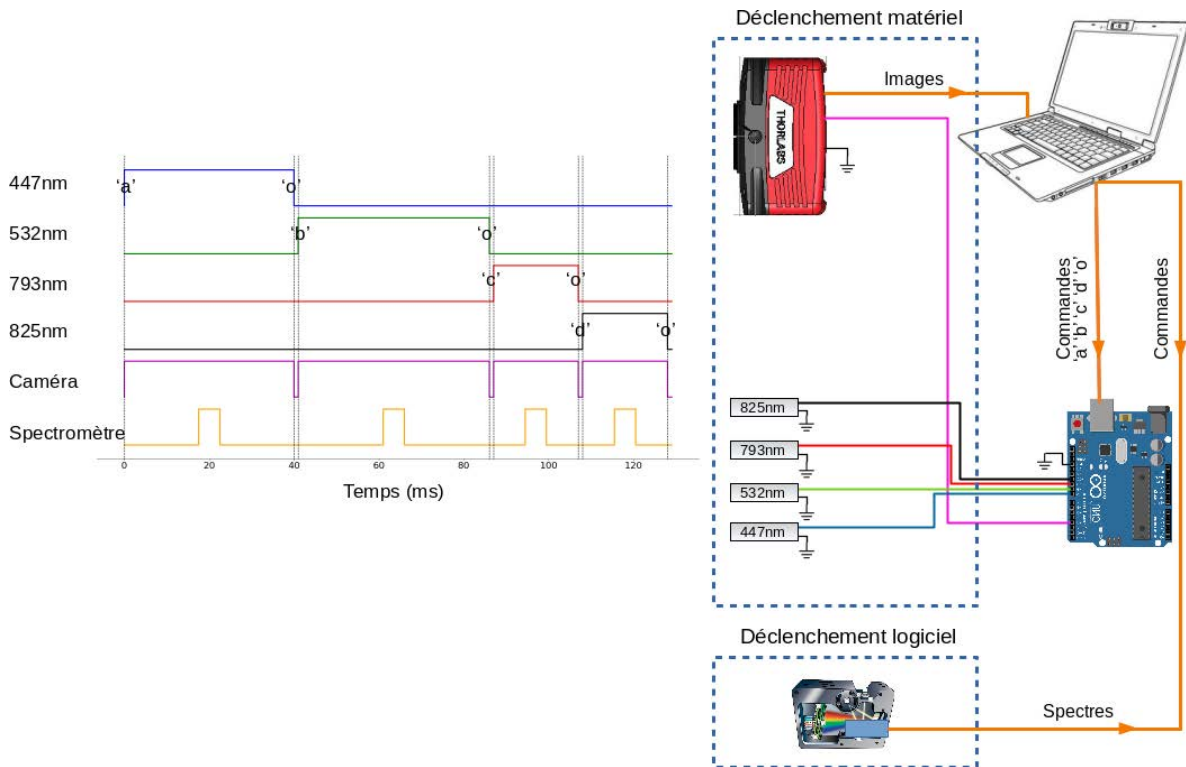 Déclenchement matériel
Images
THORLABS
447nm
'a'
'o'
532nm
'b'
'o'
793nm
'c'
'o'
825nm
'd'
'o'
Caméra
Spectromètre
0
20
40
60
80
100
120
Temps (ms)
Commandes
'a' 'b' 'c' 'd' 'o'
Commandes
825nm
793nm
532nm
447nm
UNO
Déclenchement logiciel
Spectres